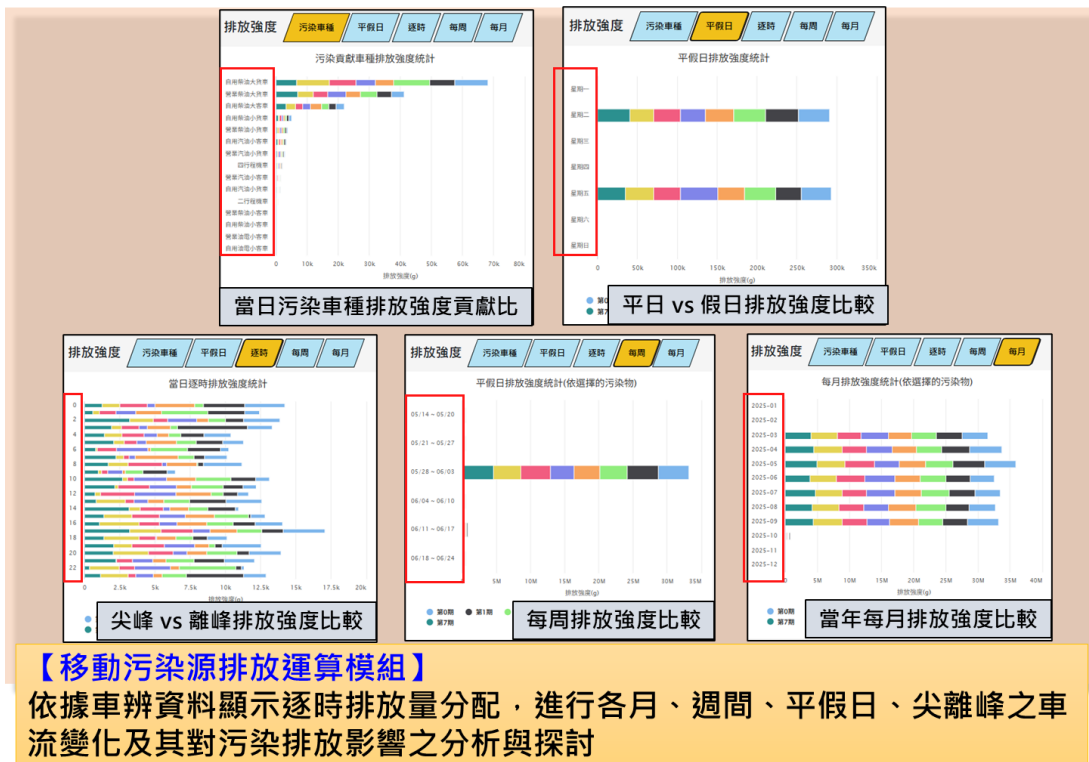 排放強度 污染車種 平假日 逐時 每周 每月
污染貢獻車種排放強度統計
自用柴油大貨車
營業柴油大貨車
自用柴油大客車
自用柴油小貨車
營業柴油小貨車
自用汽油小客車
營業汽油小貨車
四行程機車
營業汽油小客車
自用汽油小貨車
二行程機車
營業柴油小客車
自用柴油小客車
營業油電小客車
自用油電小客車
0 10k 20k 30k 40k 50k 60k 70k 80k
排放強度(g)
當日污染車種排放強度貢獻比
排放強度 污染車種 平假日 逐時 每周 每月
平假日排放強度統計
星期一
星期二
星期三
星期四
星期五
星期六
星期日
0 50k 100k 150k 200k 250k 300k 350k
排放強度(g)
第0
第7
平日 vs 假日排放強度比較
排放強度 污染車種 平假日 逐時 每周 每月
當日逐時排放強度統計
0
2
4
6
8
10
12
14
16
18
20
22
0 2.5k 5k 7.5k 10k 12.5k 15k 17.5k 20k
排放強度(g)
尖峰 vs 離峰排放強度比較
排放強度 污染車種 平假日 逐時 每周 每月
平假日排放強度統計(依選擇的污染物)
05/14 ~ 05/20
05/21 ~ 05/27
05/28 ~ 06/03
06/04 ~ 06/10
06/11 ~ 06/17
06/18 ~ 06/24
5M 10M 15M 20M 25M 30M 35M
排放強度(g)
第0期 第1期
第7期
每周排放強度比較
排放強度 污染車種 平假日 逐時 每周 每月
每月排放強度統計(依選擇的污染物)
2025-01
2025-02
2025-03
2025-04
2025-05
2025-06
2025-07
2025-08
2025-09
2025-10
2025-11
2025-12
0 5M 10M 15M 20M 25M 30M 35M 40M
排放強度(g)
第0期
第7期
當年每月排放強度比較
【移動污染源排放運算模組】
依據車辨資料顯示逐時排放量分配，進行各月、週間、平假日、尖離峰之車
流變化及其對污染排放影響之分析與探討